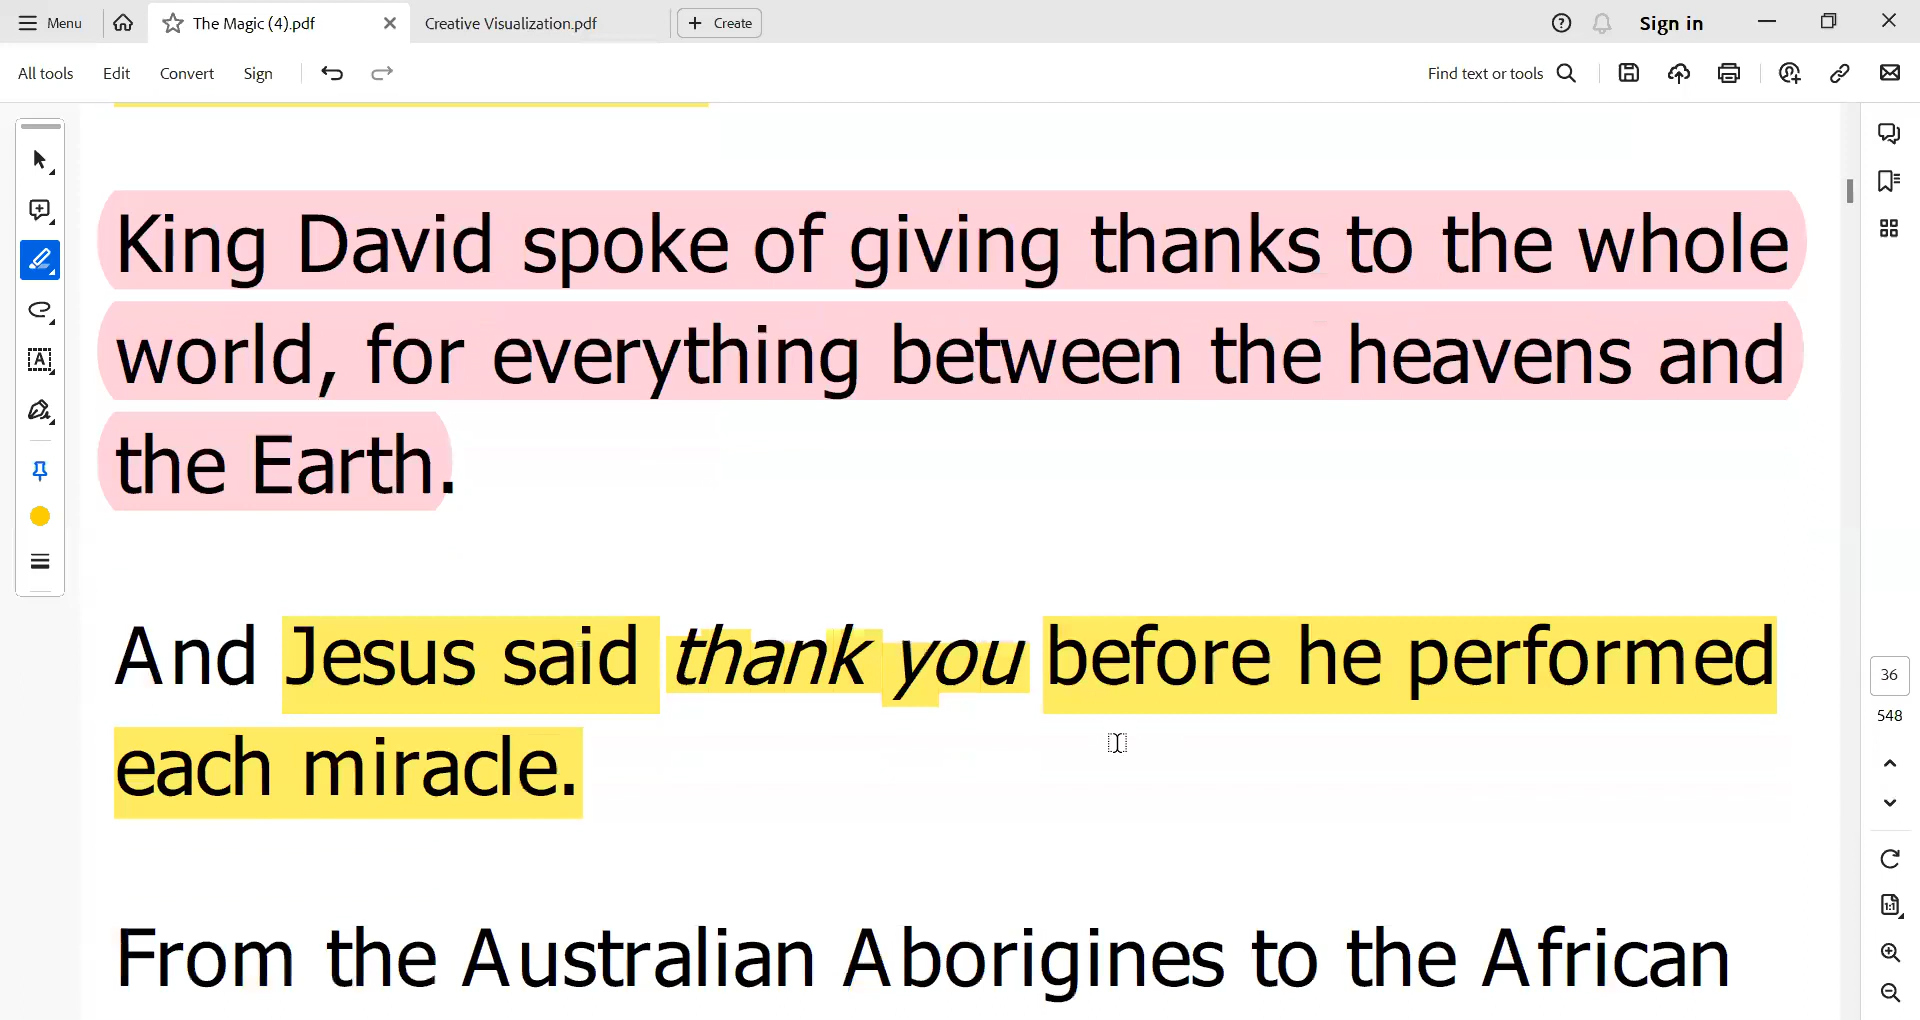 Menu
The Magic (4).pdf
Creative Visualization.pdf
Create
Sign in
All tools
Edit
Convert
Sign
Find text or tools
King David spoke of giving thanks to the whole
world, for everything between the heavens and
the Earth.
And Jesus said thank you before he performed
each miracle.
From the Australian Aborigines to the African
36
548